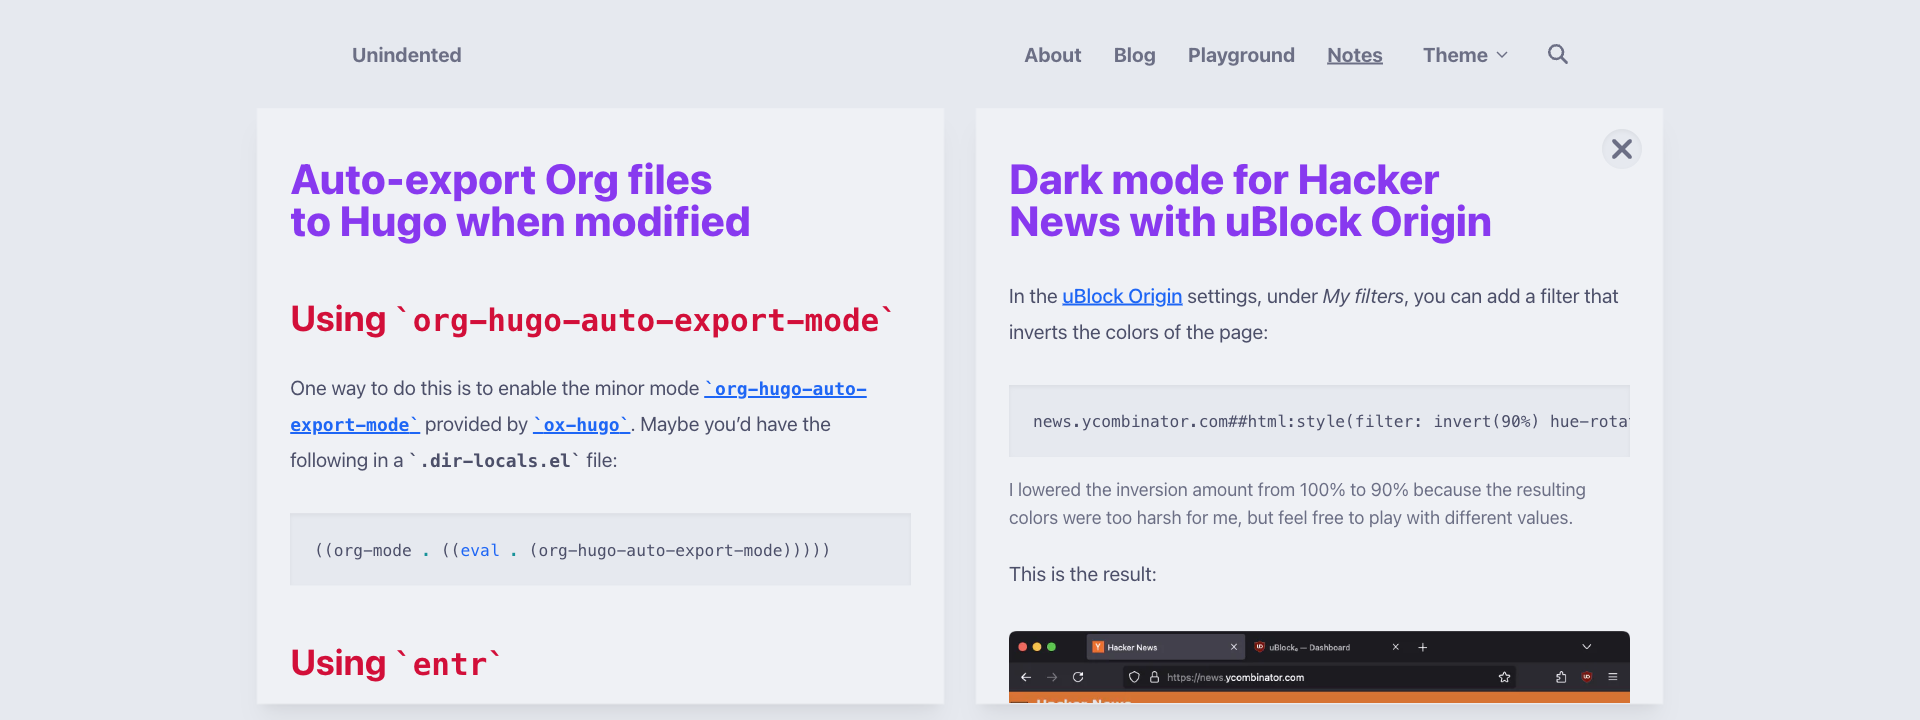 Unindented
About Blog Playground Notes Theme
Auto-export Org files
to Hugo when modified
Using `org-hugo-auto-export-mode`
One way to do this is to enable the minor mode `org-hugo-auto-
export-mode` provided by `ox-hugo`. Maybe you’d have the
following in a `.dir-locals.el` file:
((org-mode . ((eval . (org-hugo-auto-export-mode)))))
Using `entr`
Dark mode for Hacker
News with uBlock Origin
In the uBlock Origin settings, under My filters, you can add a filter that
inverts the colors of the page:
news.ycombinator.com##html:style(filter: invert(90%) hue-rota
I lowered the inversion amount from 100% to 90% because the resulting
colors were too harsh for me, but feel free to play with different values.
This is the result:
Hacker News
uBlock₀ — Dashboard
https://news.ycombinator.com
Hacker News